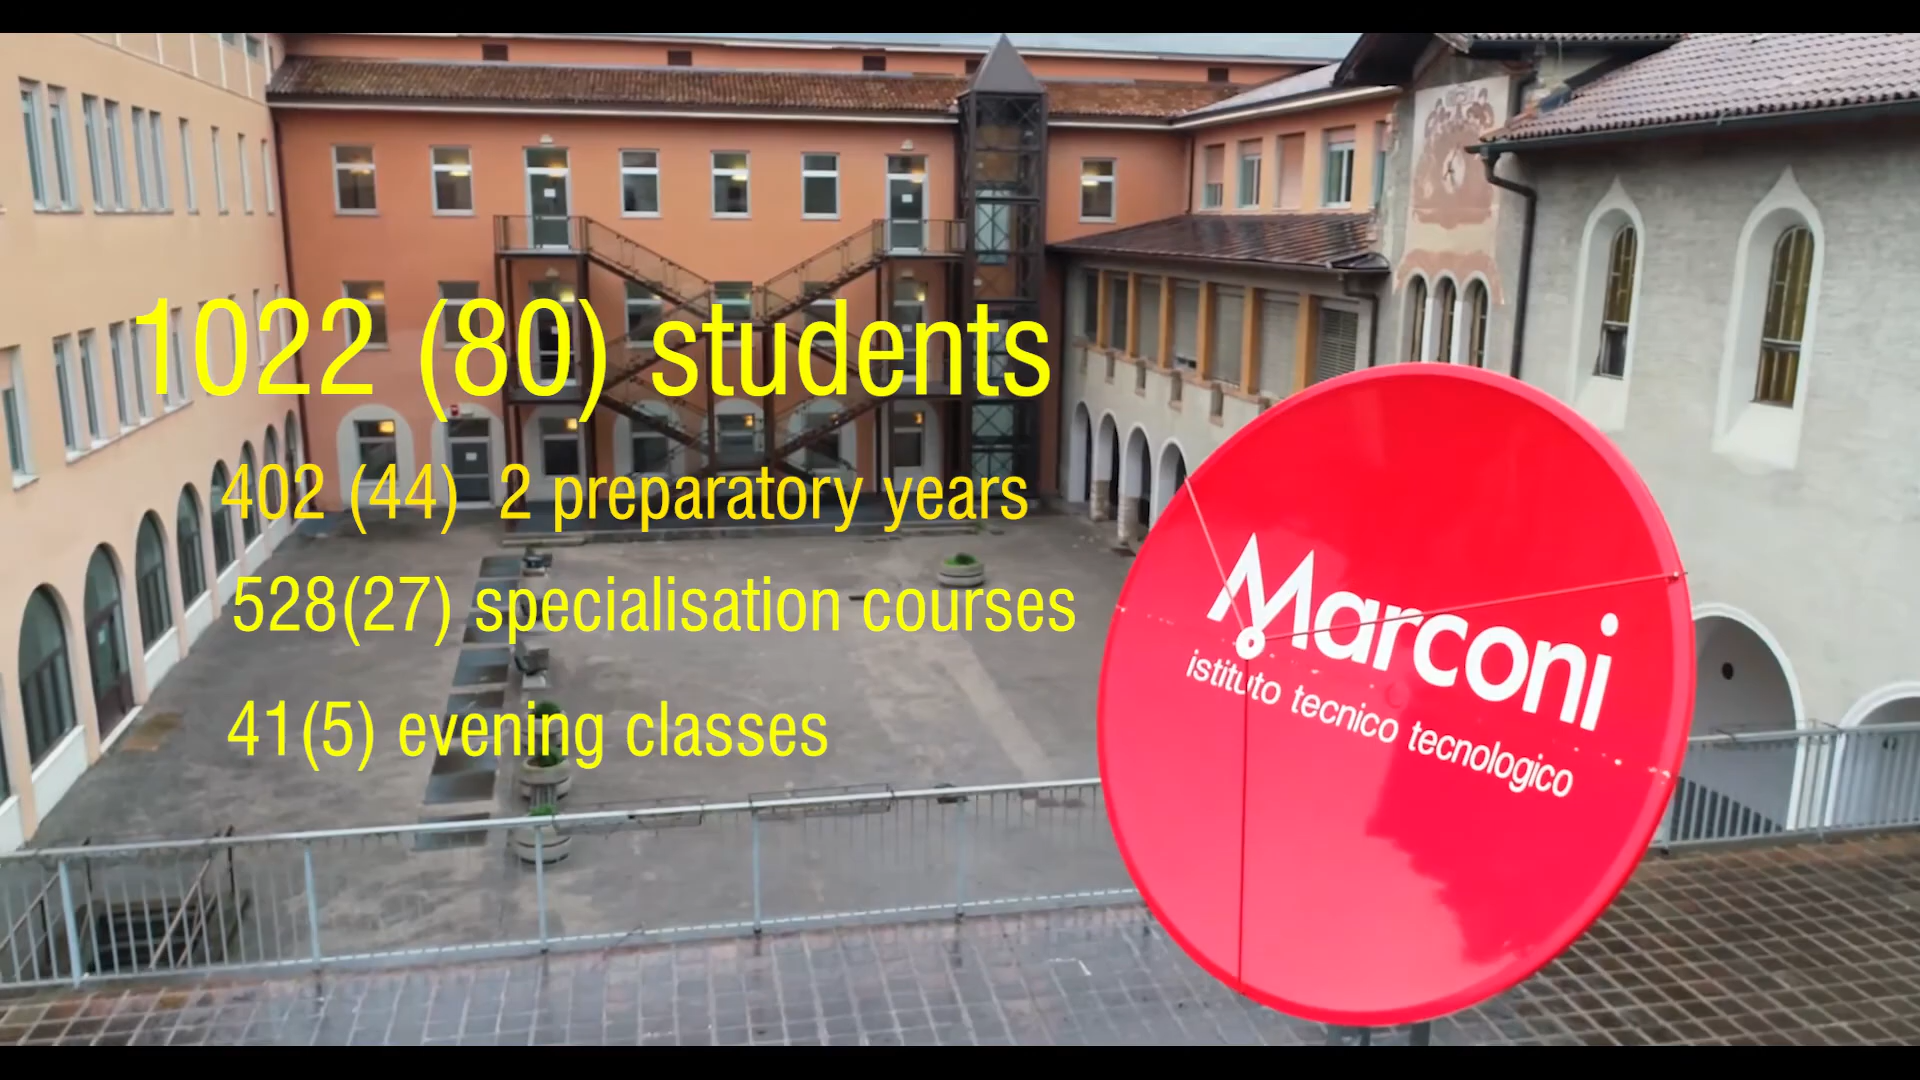 1022 (80) students
402 (44) 2 preparatory years
528(27) specialisation courses
41(5) evening classes
Marconi
istituto tecnico tecnologico